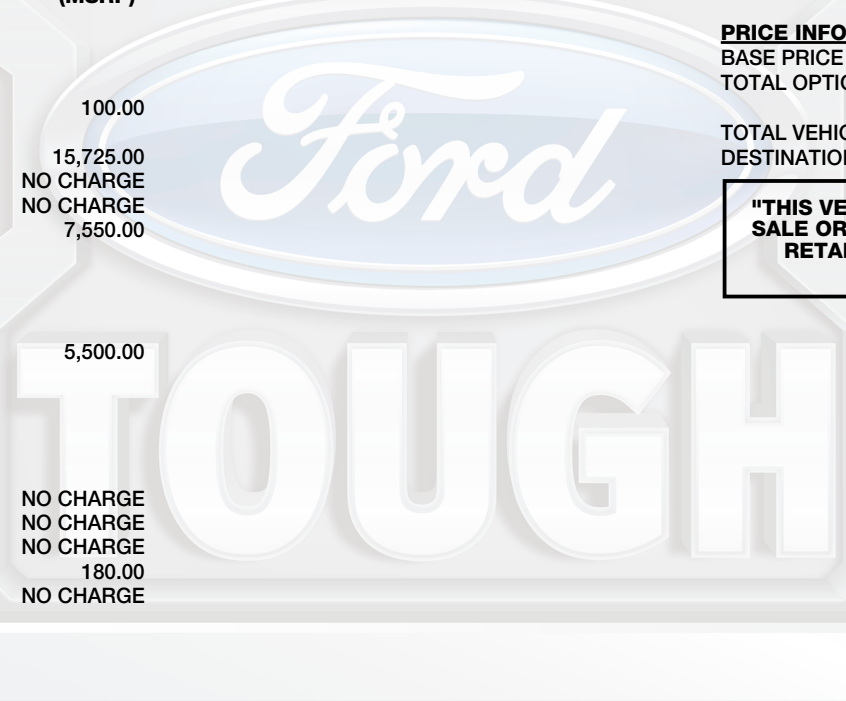 PRICE INFO
BASE PRICE
TOTAL OPTIO
100.00
TOTAL VEHIC
15,725.00
DESTINATION
NO CHARGE
NO CHARGE
7,550.00
"THIS VE
SALE OR
RETAI
Ford
5,500.00
TOUGH
NO CHARGE
NO CHARGE
NO CHARGE
180.00
NO CHARGE